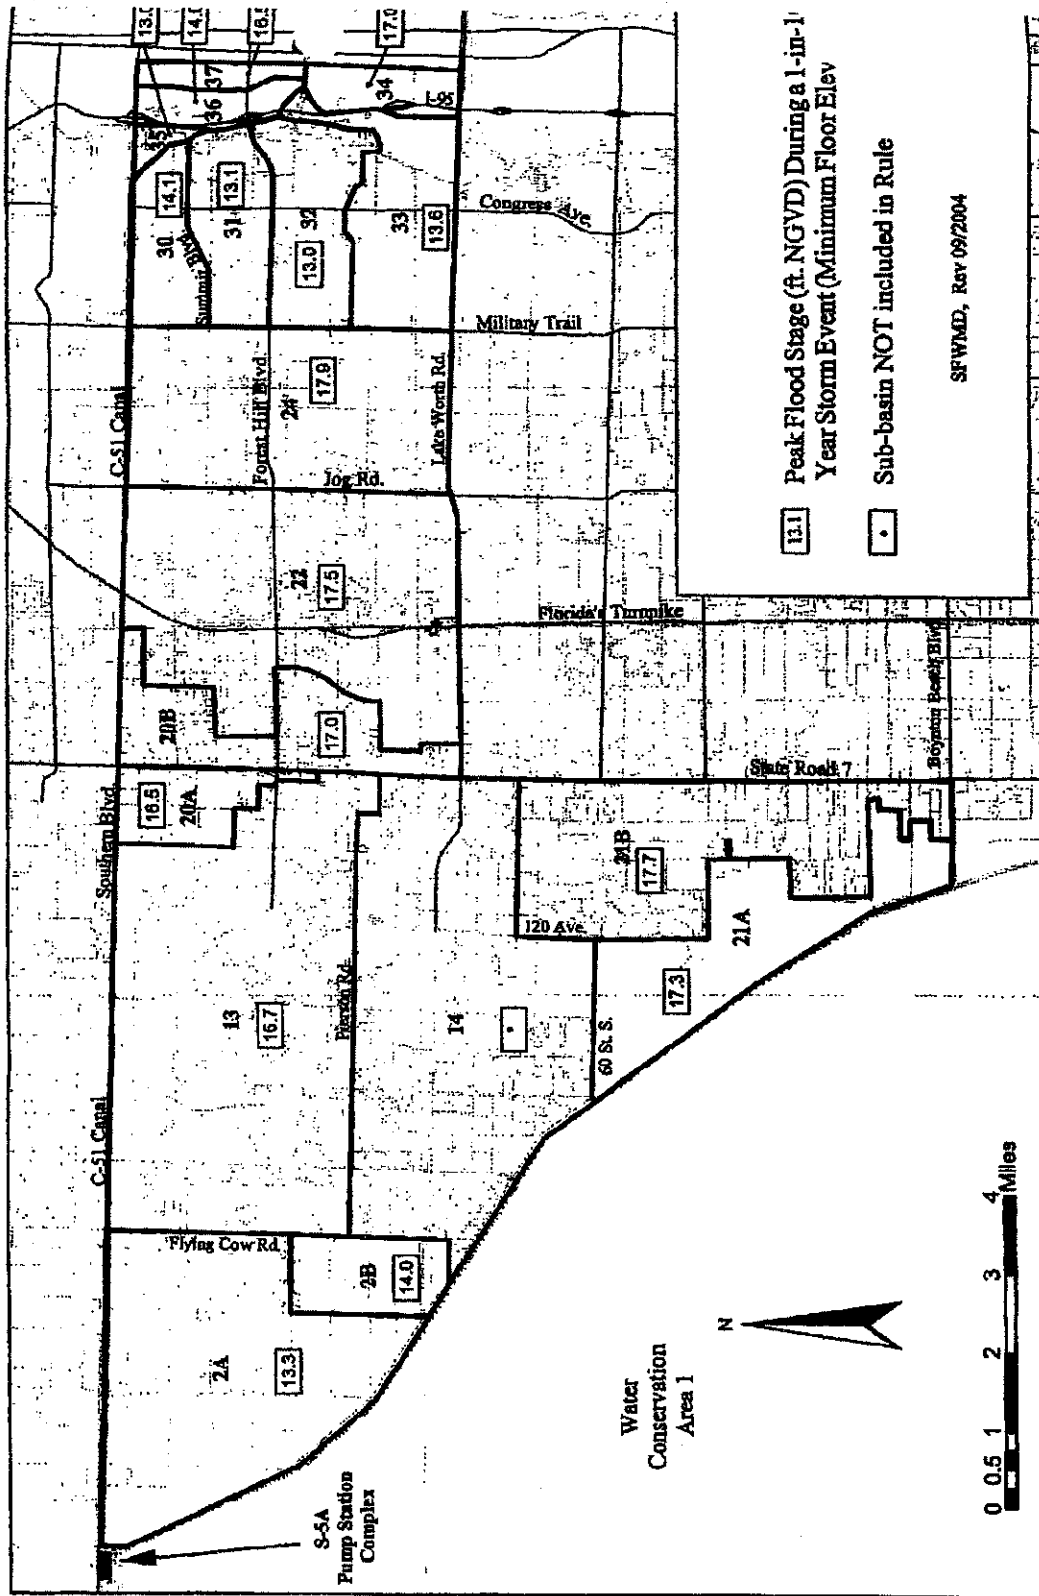 C-51 Canal
Southern Blvd.
C-51 Canal
S-5A
Pump Station
Complex
2A
13.3
Flying Cow Rd.
2B
14.0
13
16.7
Pierson Rd.
14
•
60 St. S.
120 Ave.
21A
17.3
21B
17.7
20A
16.5
20B
17.0
State Road 7
Boynton Beach Blvd.
Florida's Turnpike
22
17.5
Jog Rd.
Forest Hill Blvd.
24
17.9
Lake Worth Rd.
Military Trail
Congress Ave.
30
14.1
Summit Blvd.
31
13.1
32
13.0
33
13.6
34
17.0
35
36
37
Water
Conservation
Area 1
N
0 0.5 1 2 3 4
Miles
13.1
Peak Flood Stage (ft. NGVD) During a 1-in-1
Year Storm Event (Minimum Floor Elev
•
Sub-basin NOT included in Rule
SFWMD, Rev 09/2004